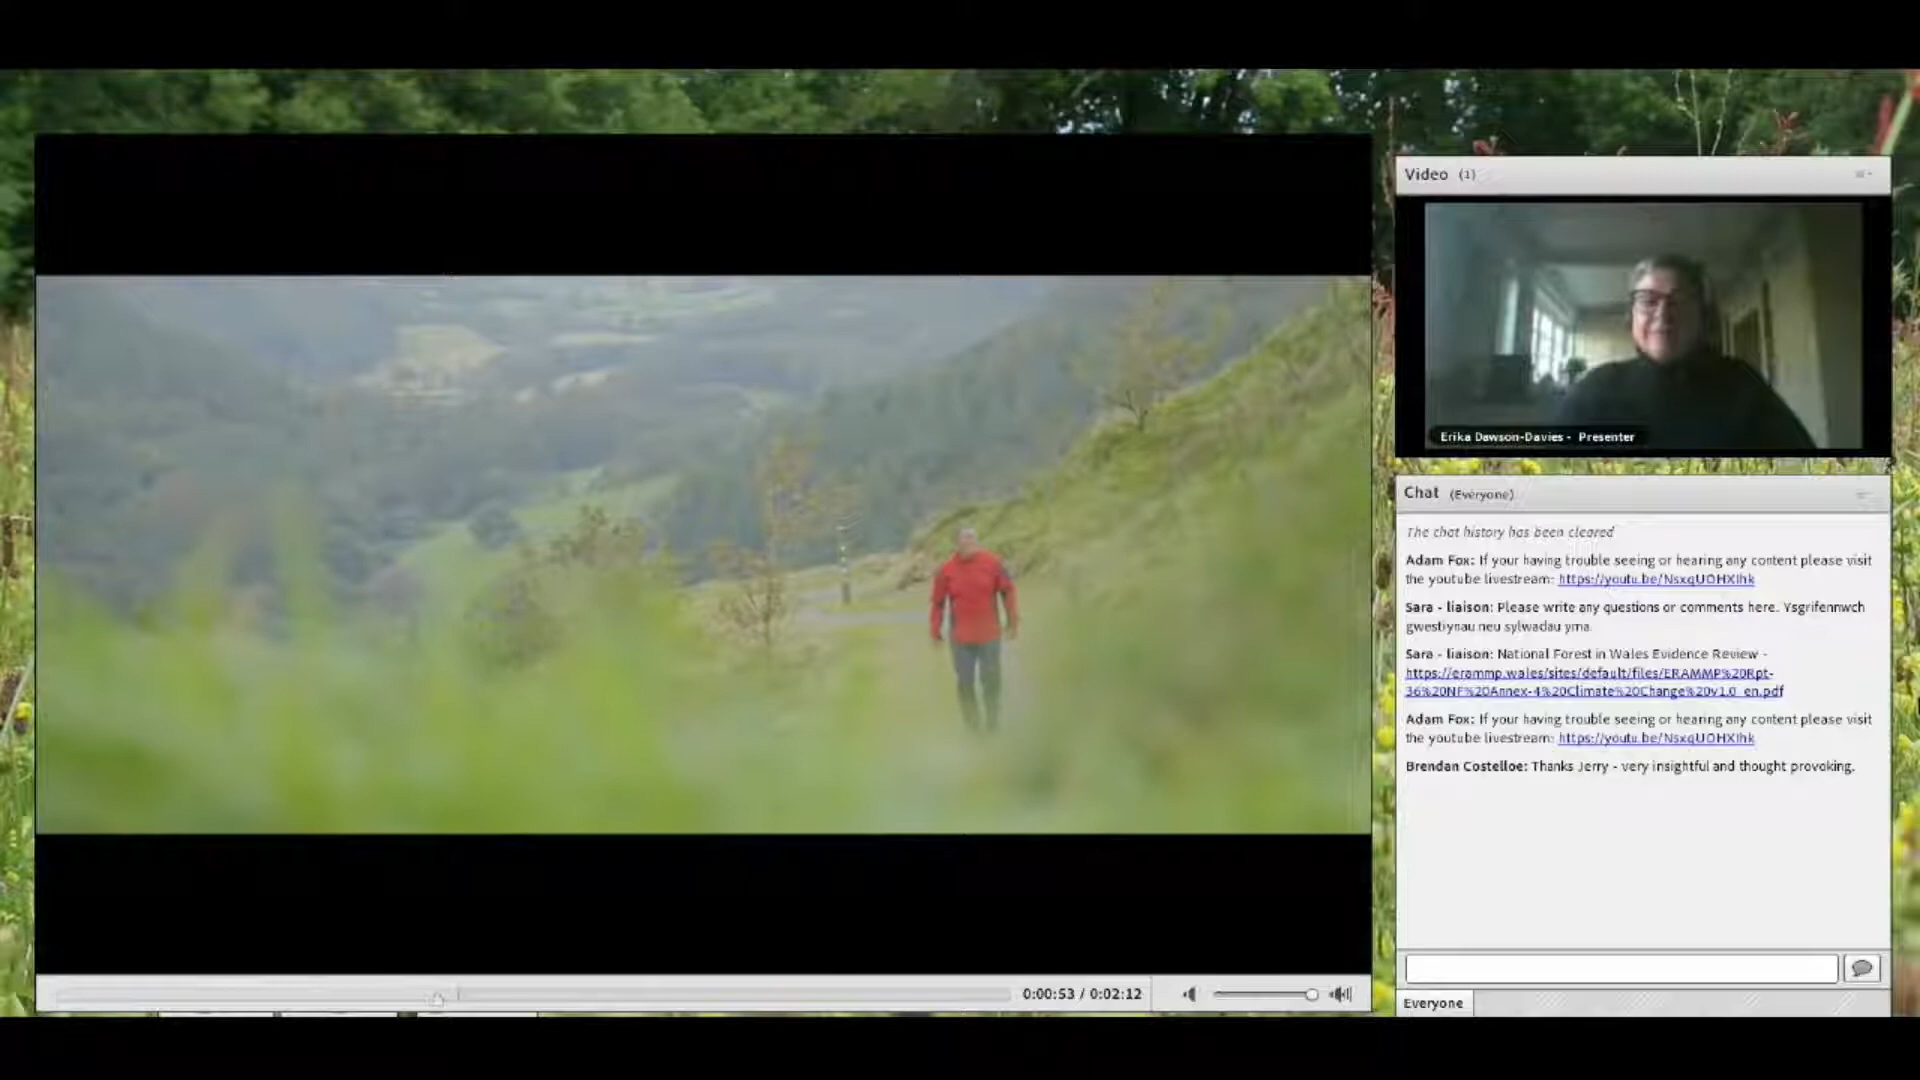 Video (1)
Erika Dawson-Davies - Presenter
Chat (Everyone)
The chat history has been cleared
Adam Fox: If your having trouble seeing or hearing any content please visit
the youtube livestream: https://youtu.be/NsxqUOHXIhk
Sara - liaison: Please write any questions or comments here. Ysgrifennwch
gwestiynau neu sylwadau yma.
Sara - liaison: National Forest in Wales Evidence Review -
https://erammp.wales/sites/default/files/ERAMMP%20Rpt-
36%20NF%20Annex-4%20Climate%20Change%20v1.0_en.pdf
Adam Fox: If your having trouble seeing or hearing any content please visit
the youtube livestream: https://youtu.be/NsxqUOHXIhk
Brendan Costelloe: Thanks Jerry - very insightful and thought provoking.
0:00:53 / 0:02:12
Everyone